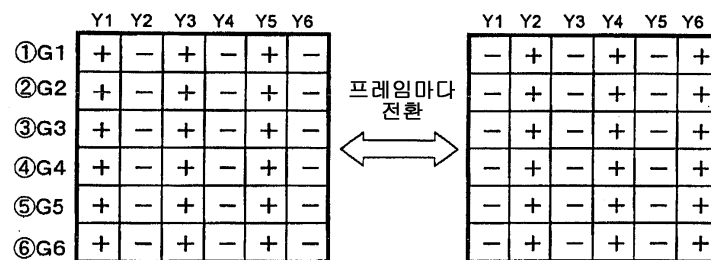 Y1 Y2 Y3 Y4 Y5 Y6
①G1 + − + − + −
②G2 + − + − + −
③G3 + − + − + −
④G4 + − + − + −
⑤G5 + − + − + −
⑥G6 + − + − + −
프레임마다
전환
Y1 Y2 Y3 Y4 Y5 Y6
− + − + − +
− + − + − +
− + − + − +
− + − + − +
− + − + − +
− + − + − +